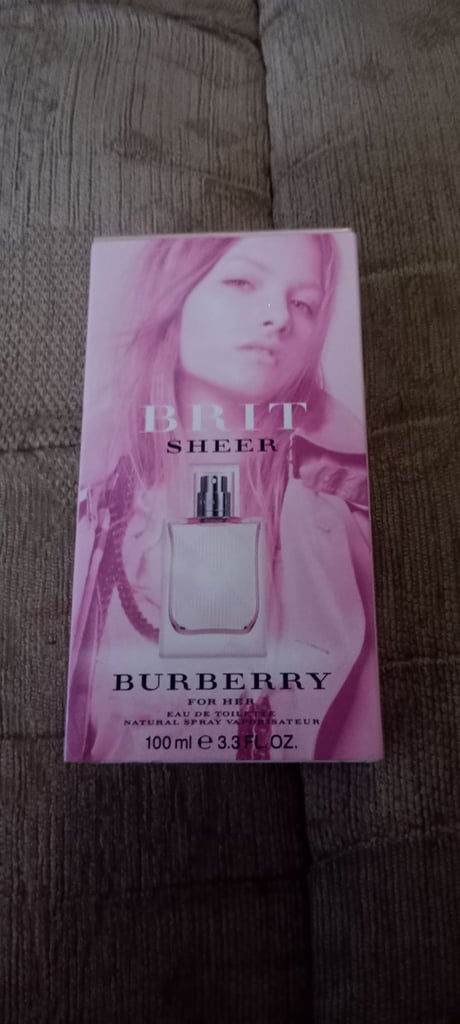 BRIT
SHEER
BURBERRY
FOR HER
EAU DE TOILETTE
NATURAL SPRAY VAPORISATEUR
100 ml ℮ 3.3 FL.OZ.